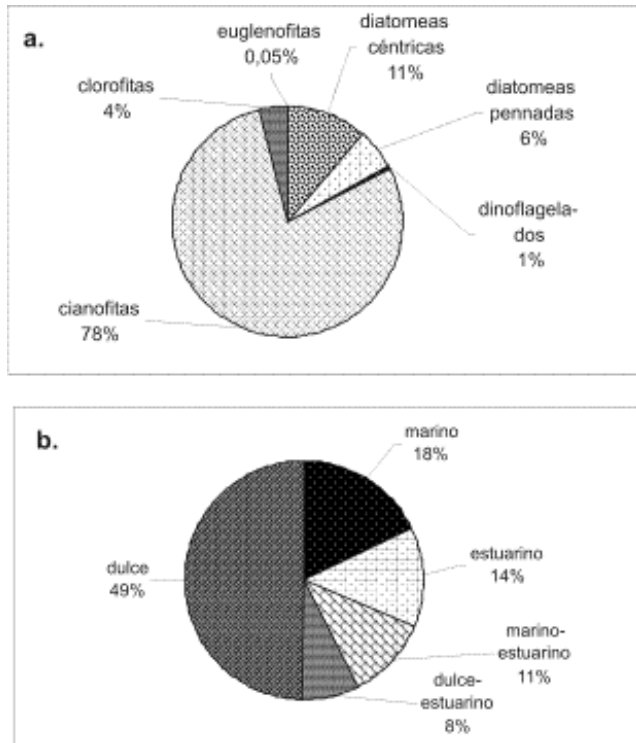 a.
euglenofitas
0,05%
diatomeas
céntricas
11%
clorofitas
4%
diatomeas
pennadas
6%
dinoflagela-
dos
1%
cianofitas
78%
b.
marino
18%
dulce
49%
estuarino
14%
marino-
estuarino
11%
dulce-
estuarino
8%